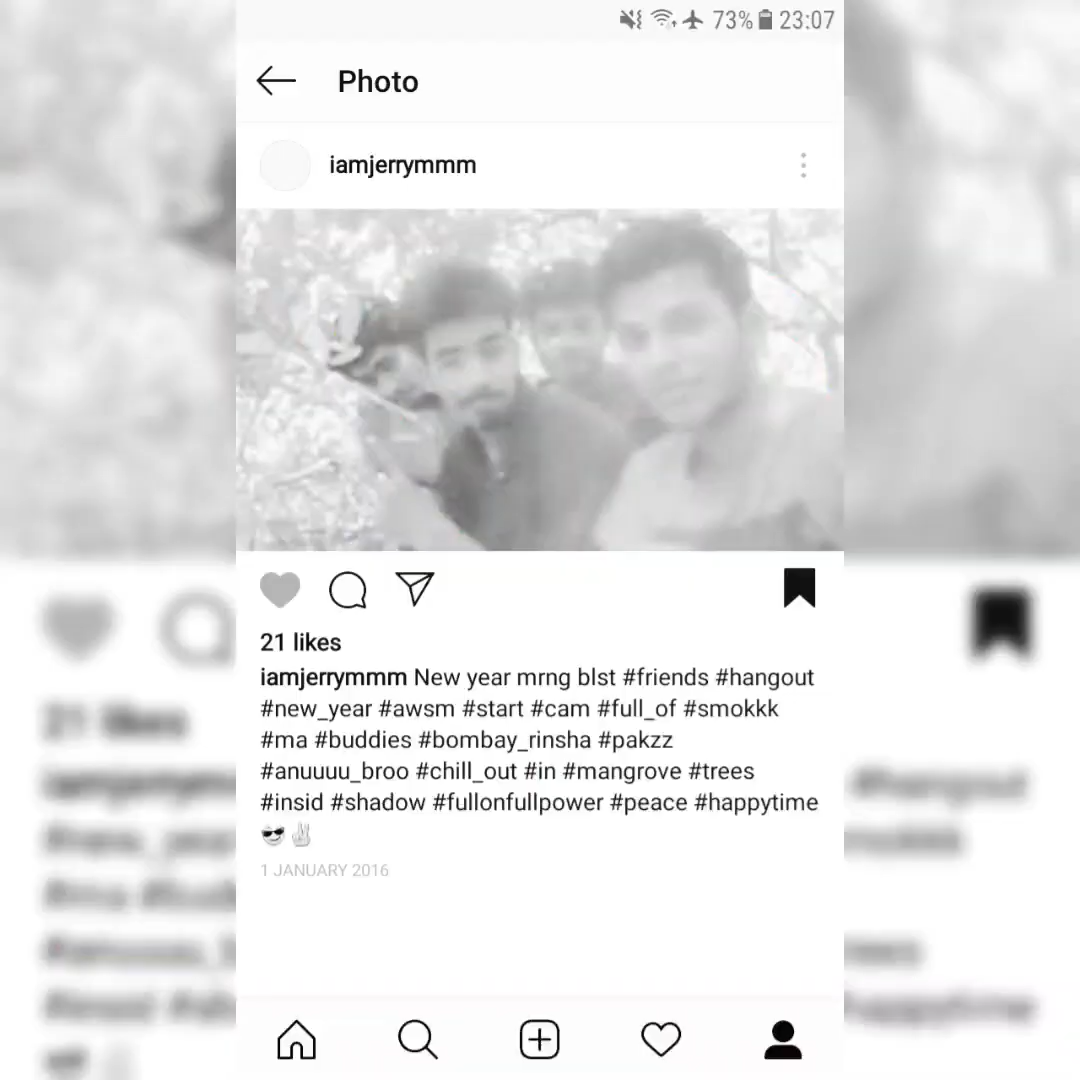 73% 23:07
Photo
iamjerrymmm
21 likes
iamjerrymmm New year mrng blst #friends #hangout
#new_year #awsm #start #cam #full_of #smokkk
#ma #buddies #bombay_rinsha #pakzz
#anuuuu_broo #chill_out #in #mangrove #trees
#insid #shadow #fullonfullpower #peace #happytime
😎✌
1 JANUARY 2016